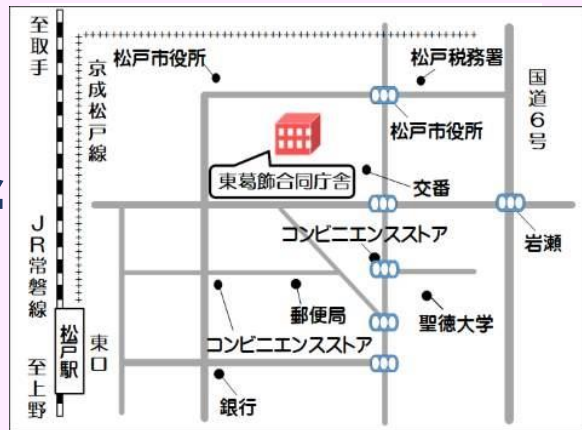 至取手
京成松戸線
松戸市役所
松戸税務署
国道6号
松戸市役所
東葛飾合同庁舎
交番
岩瀬
JR常磐線
コンビニエンスストア
聖徳大学
郵便局
コンビニエンスストア
松戸駅
東口
銀行
至上野